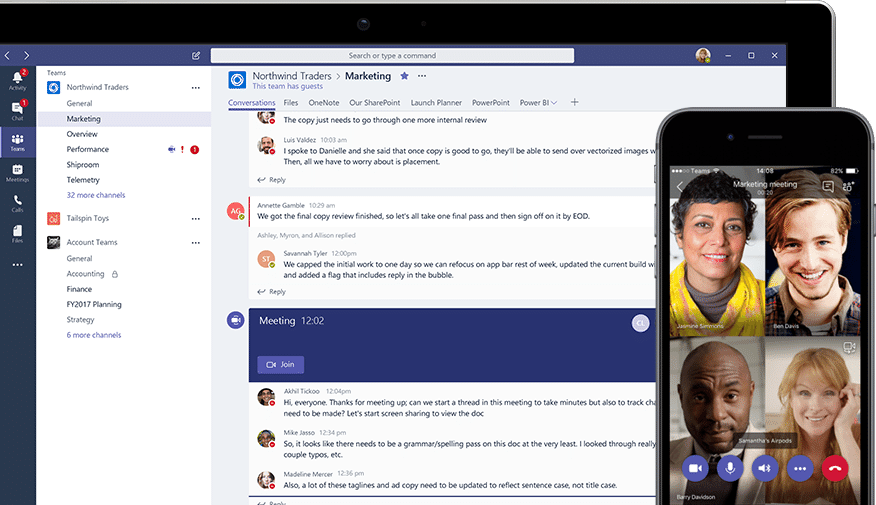 Search or type a command
2
Activity
1
Chat
Teams
Meetings
Calls
Files
Teams
Northwind Traders
General
Marketing
Overview
Performance
! 1
Shiproom
Telemetry
32 more channels
Tailspin Toys
Account Teams
General
Accounting
Finance
FY2017 Planning
Strategy
6 more channels
Northwind Traders > Marketing
This team has guests
Conversations Files OneNote Our SharePoint Launch Planner PowerPoint Power BI
The copy just needs to go through one more internal review
Luis Valdez 10:03 am
I spoke to Danielle and she said that once copy is good to go, they'll be able to send over vectorized images w
Then, all we have to worry about is placement.
Reply
AG
Annette Gamble 10:29 am
We got the final copy review finished, so let's all take one final pass and then sign off on it by EOD.
Ashley, Myron, and Allison replied
ST
Savannah Tyler 12:00pm
We capped the initial work to one day so we can refocus on app bar rest of week, updated the current build wi
and added a flag that includes reply in the bubble.
Reply
Meeting 12:02
CL
Join
Akhil Tickoo 12:04pm
Hi, everyone. Thanks for meeting up; can we start a thread in this meeting to take minutes but also to track cha
need to be made? Let's start screen sharing to view the doc
Mike Jasso 12:34 pm
So, it looks like there needs to be a grammar/spelling pass on this doc at the very least. I looked through really
couple typos, etc.
Madeline Mercer 12:36 pm
Also, a lot of these taglines and ad copy need to be updated to reflect sentence case, not title case.
Reply
Teams 14:08 82%
Marketing meeting
00:20
Jasmine Simmons
Ben Davis
Samantha's Airpods
Barry Davidson